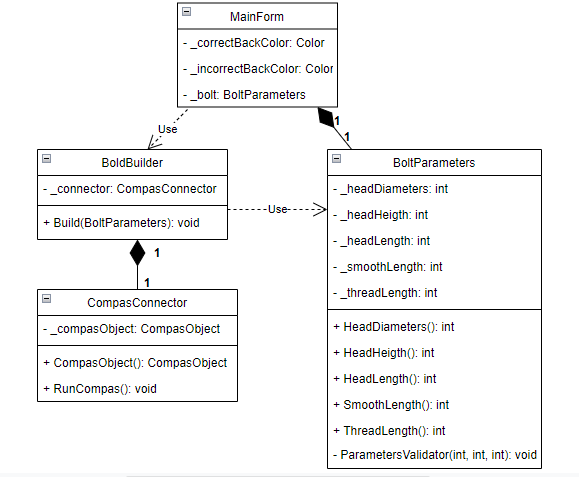 MainForm
- _correctBackColor: Color
- _incorrectBackColor: Color
- _bolt: BoltParameters
Use
1
1
BoldBuilder
- _connector: CompasConnector
+ Build(BoltParameters): void
Use
1
1
CompasConnector
- _compasObject: CompasObject
+ CompasObject(): CompasObject
+ RunCompas(): void
BoltParameters
- _headDiameters: int
- _headHeigth: int
- _headLength: int
- _smoothLength: int
- _threadLength: int
+ HeadDiameters(): int
+ HeadHeigth(): int
+ HeadLength(): int
+ SmoothLength(): int
+ ThreadLength(): int
- ParametersValidator(int, int, int): void